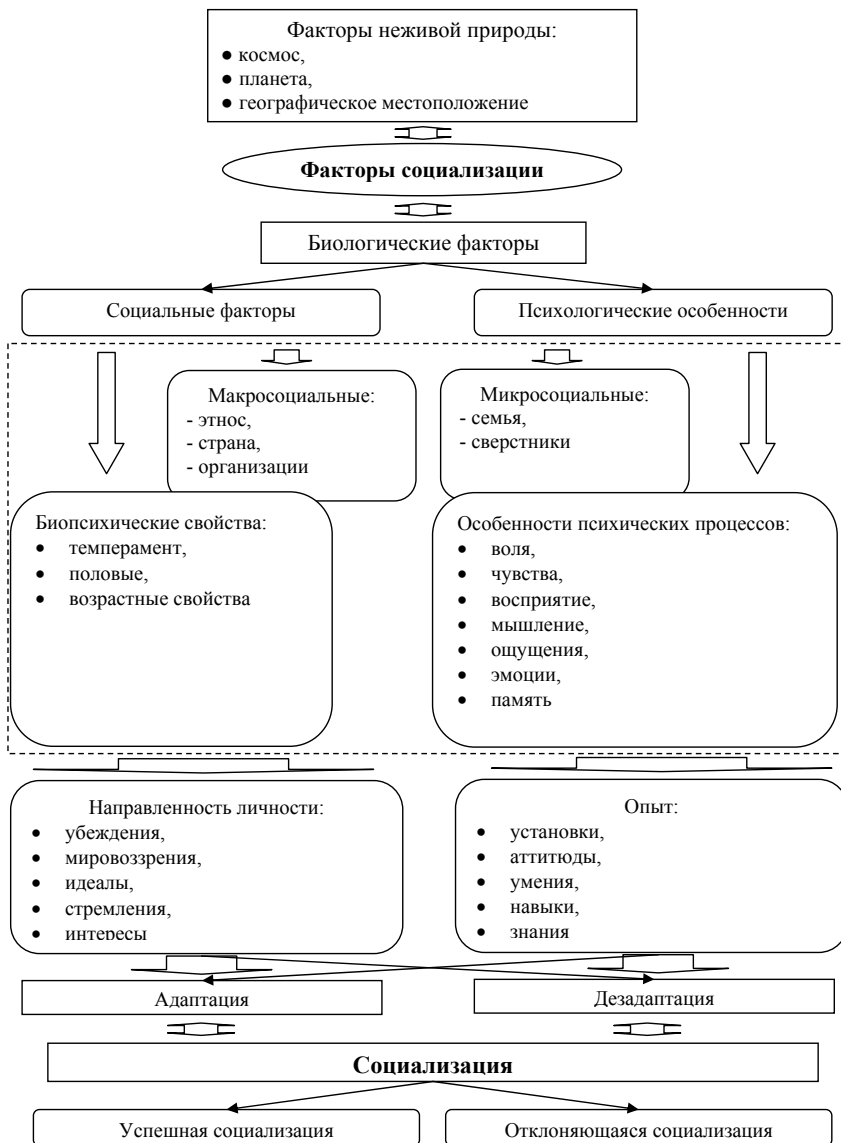 Факторы неживой природы:
● космос,
● планета,
● географическое местоположение
Факторы социализации
Биологические факторы
Социальные факторы
Психологические особенности
Макросоциальные:
- этнос,
- страна,
- организации
Микросоциальные:
- семья,
- сверстники
Биопсихические свойства:
● темперамент,
● половые,
● возрастные свойства
Особенности психических процессов:
● воля,
● чувства,
● восприятие,
● мышление,
● ощущения,
● эмоции,
● память
Направленность личности:
● убеждения,
● мировоззрения,
● идеалы,
● стремления,
● интересы
Опыт:
● установки,
● аттитюды,
● умения,
● навыки,
● знания
Адаптация
Дезадаптация
Социализация
Успешная социализация
Отклоняющаяся социализация